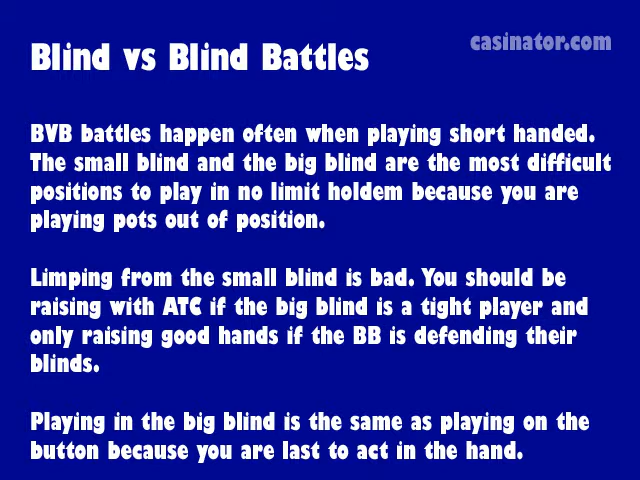 casinator.com
Blind vs Blind Battles
BVB battles happen often when playing short handed.
The small blind and the big blind are the most difficult
positions to play in no limit holdem because you are
playing pots out of position.
Limping from the small blind is bad. You should be
raising with ATC if the big blind is a tight player and
only raising good hands if the BB is defending their
blinds.
Playing in the big blind is the same as playing on the
button because you are last to act in the hand.